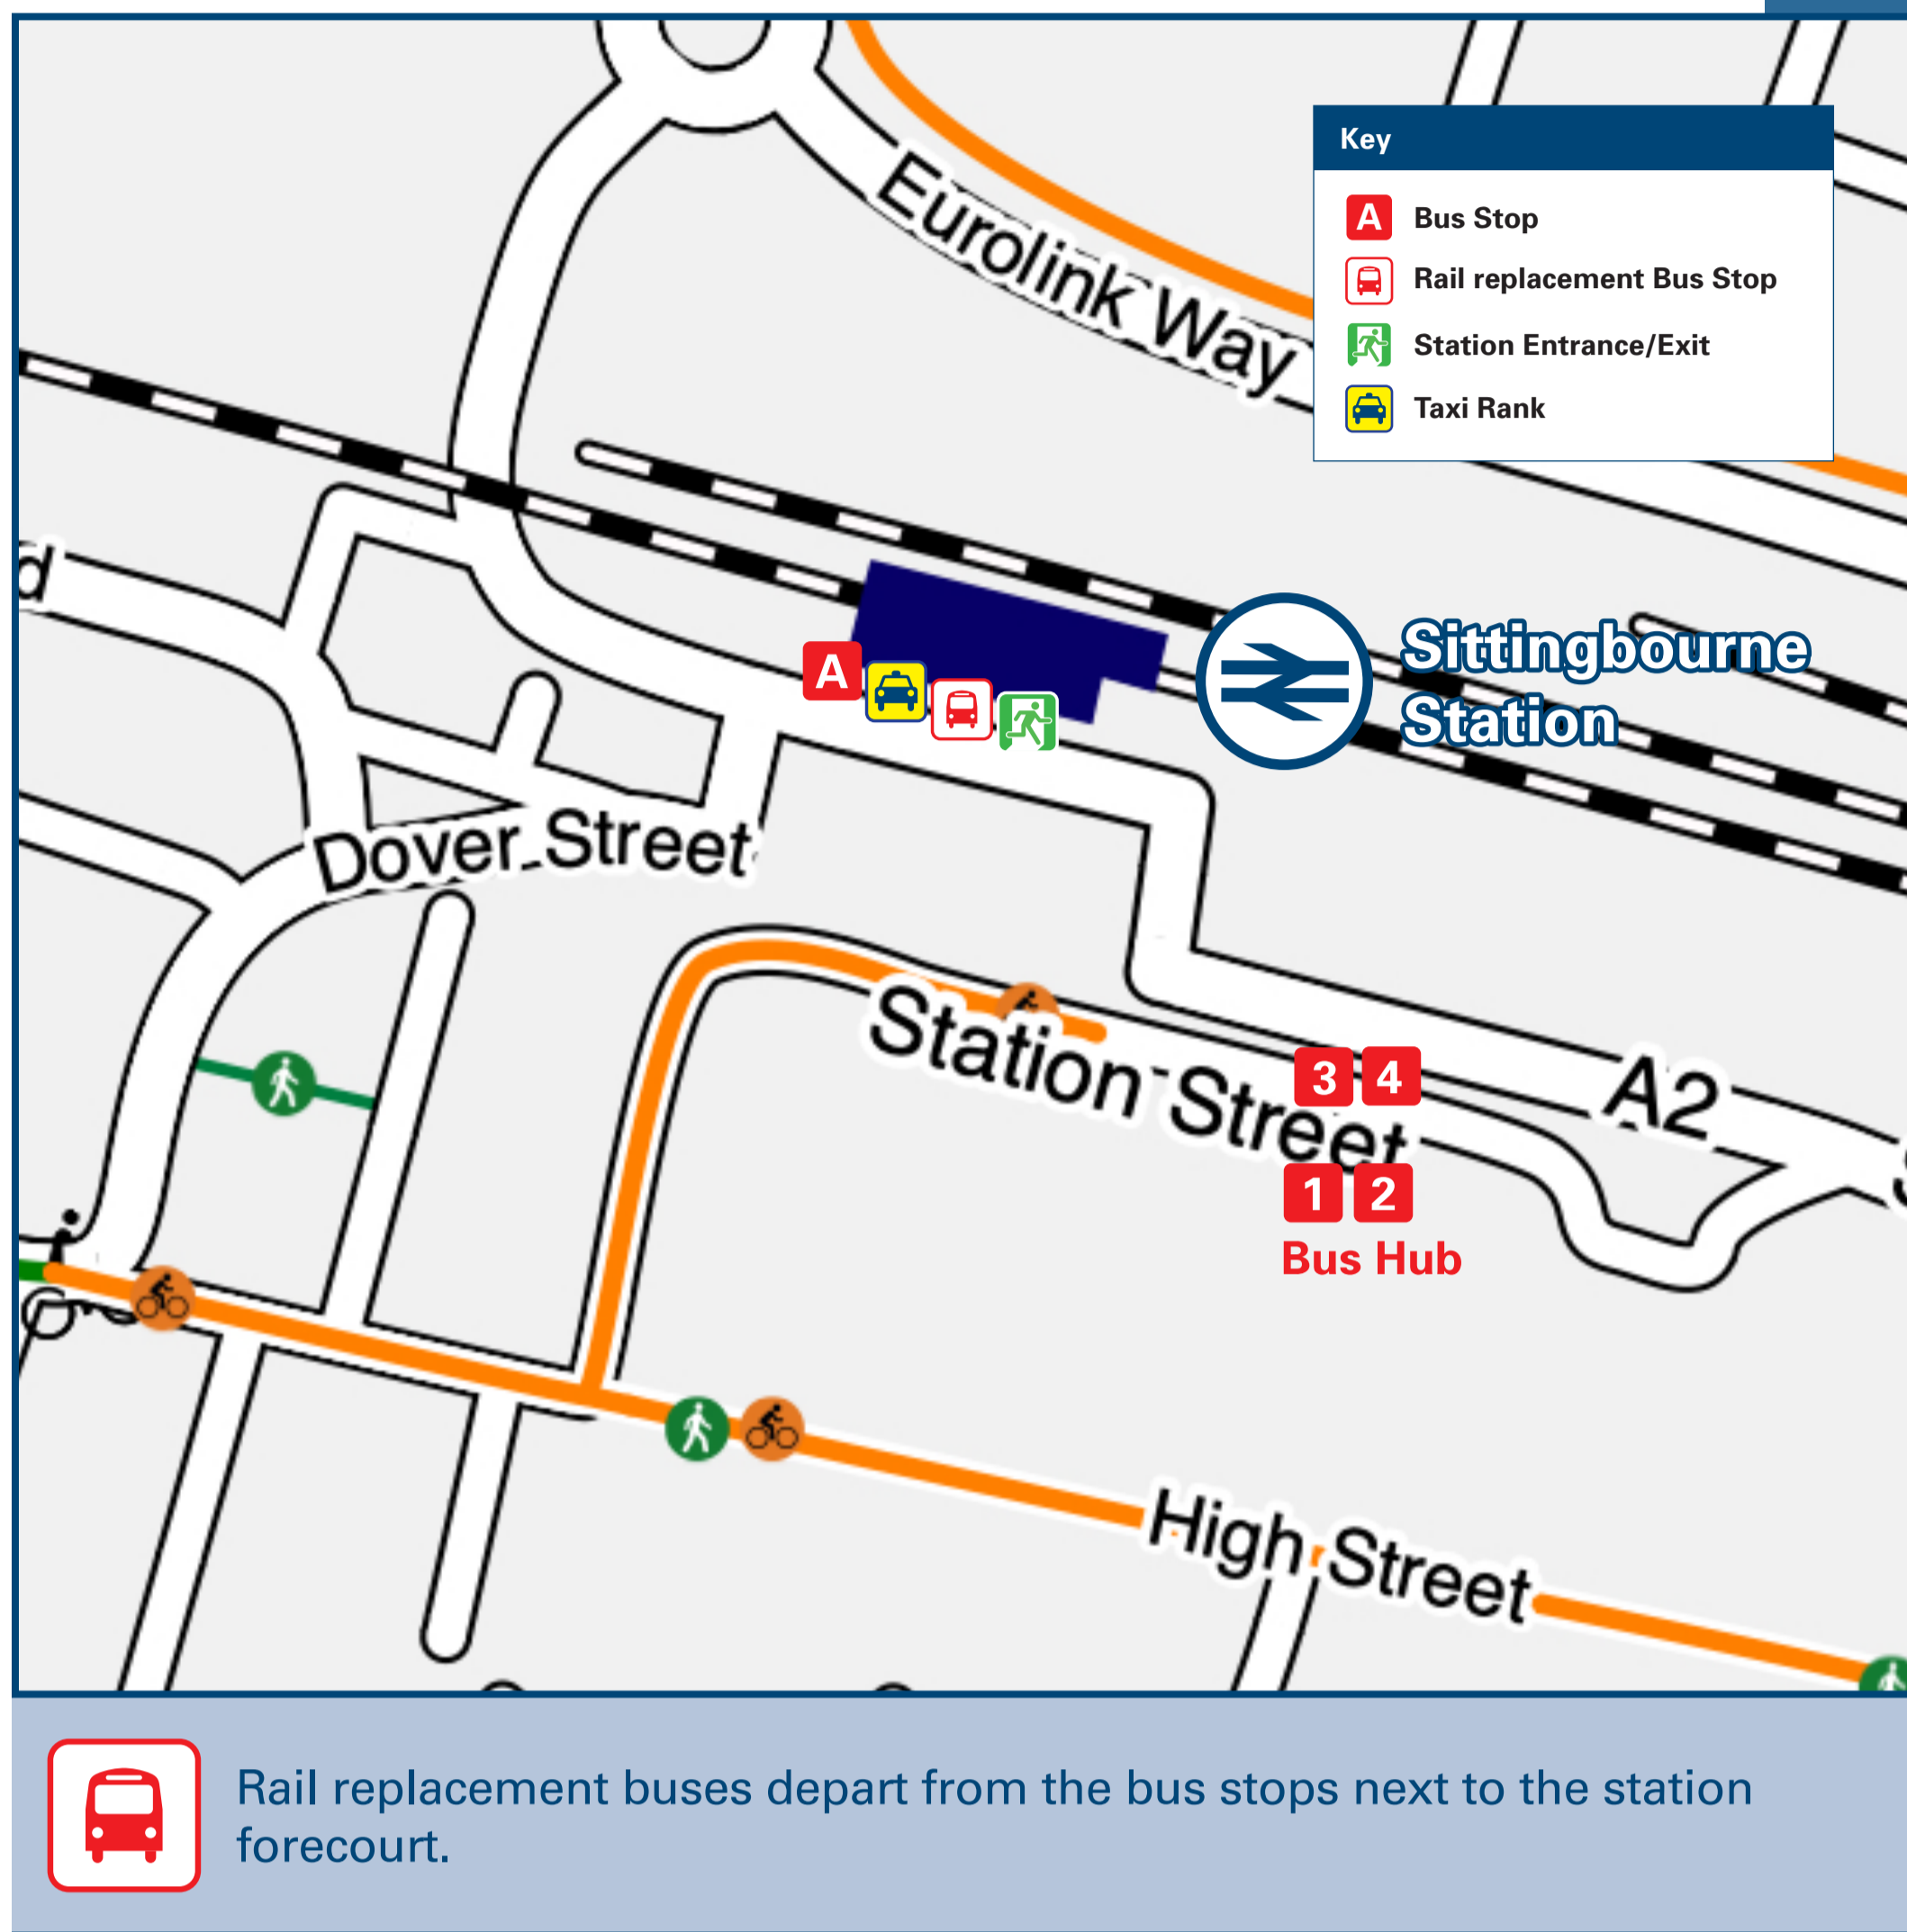 Key
A Bus Stop
Rail replacement Bus Stop
Station Entrance/Exit
Taxi Rank
Eurolink Way
d
Sittingbourne
Station
A
Dover Street
Station Street
3 4
A2
1 2
Bus Hub
High Street
Rail replacement buses depart from the bus stops next to the station
forecourt.